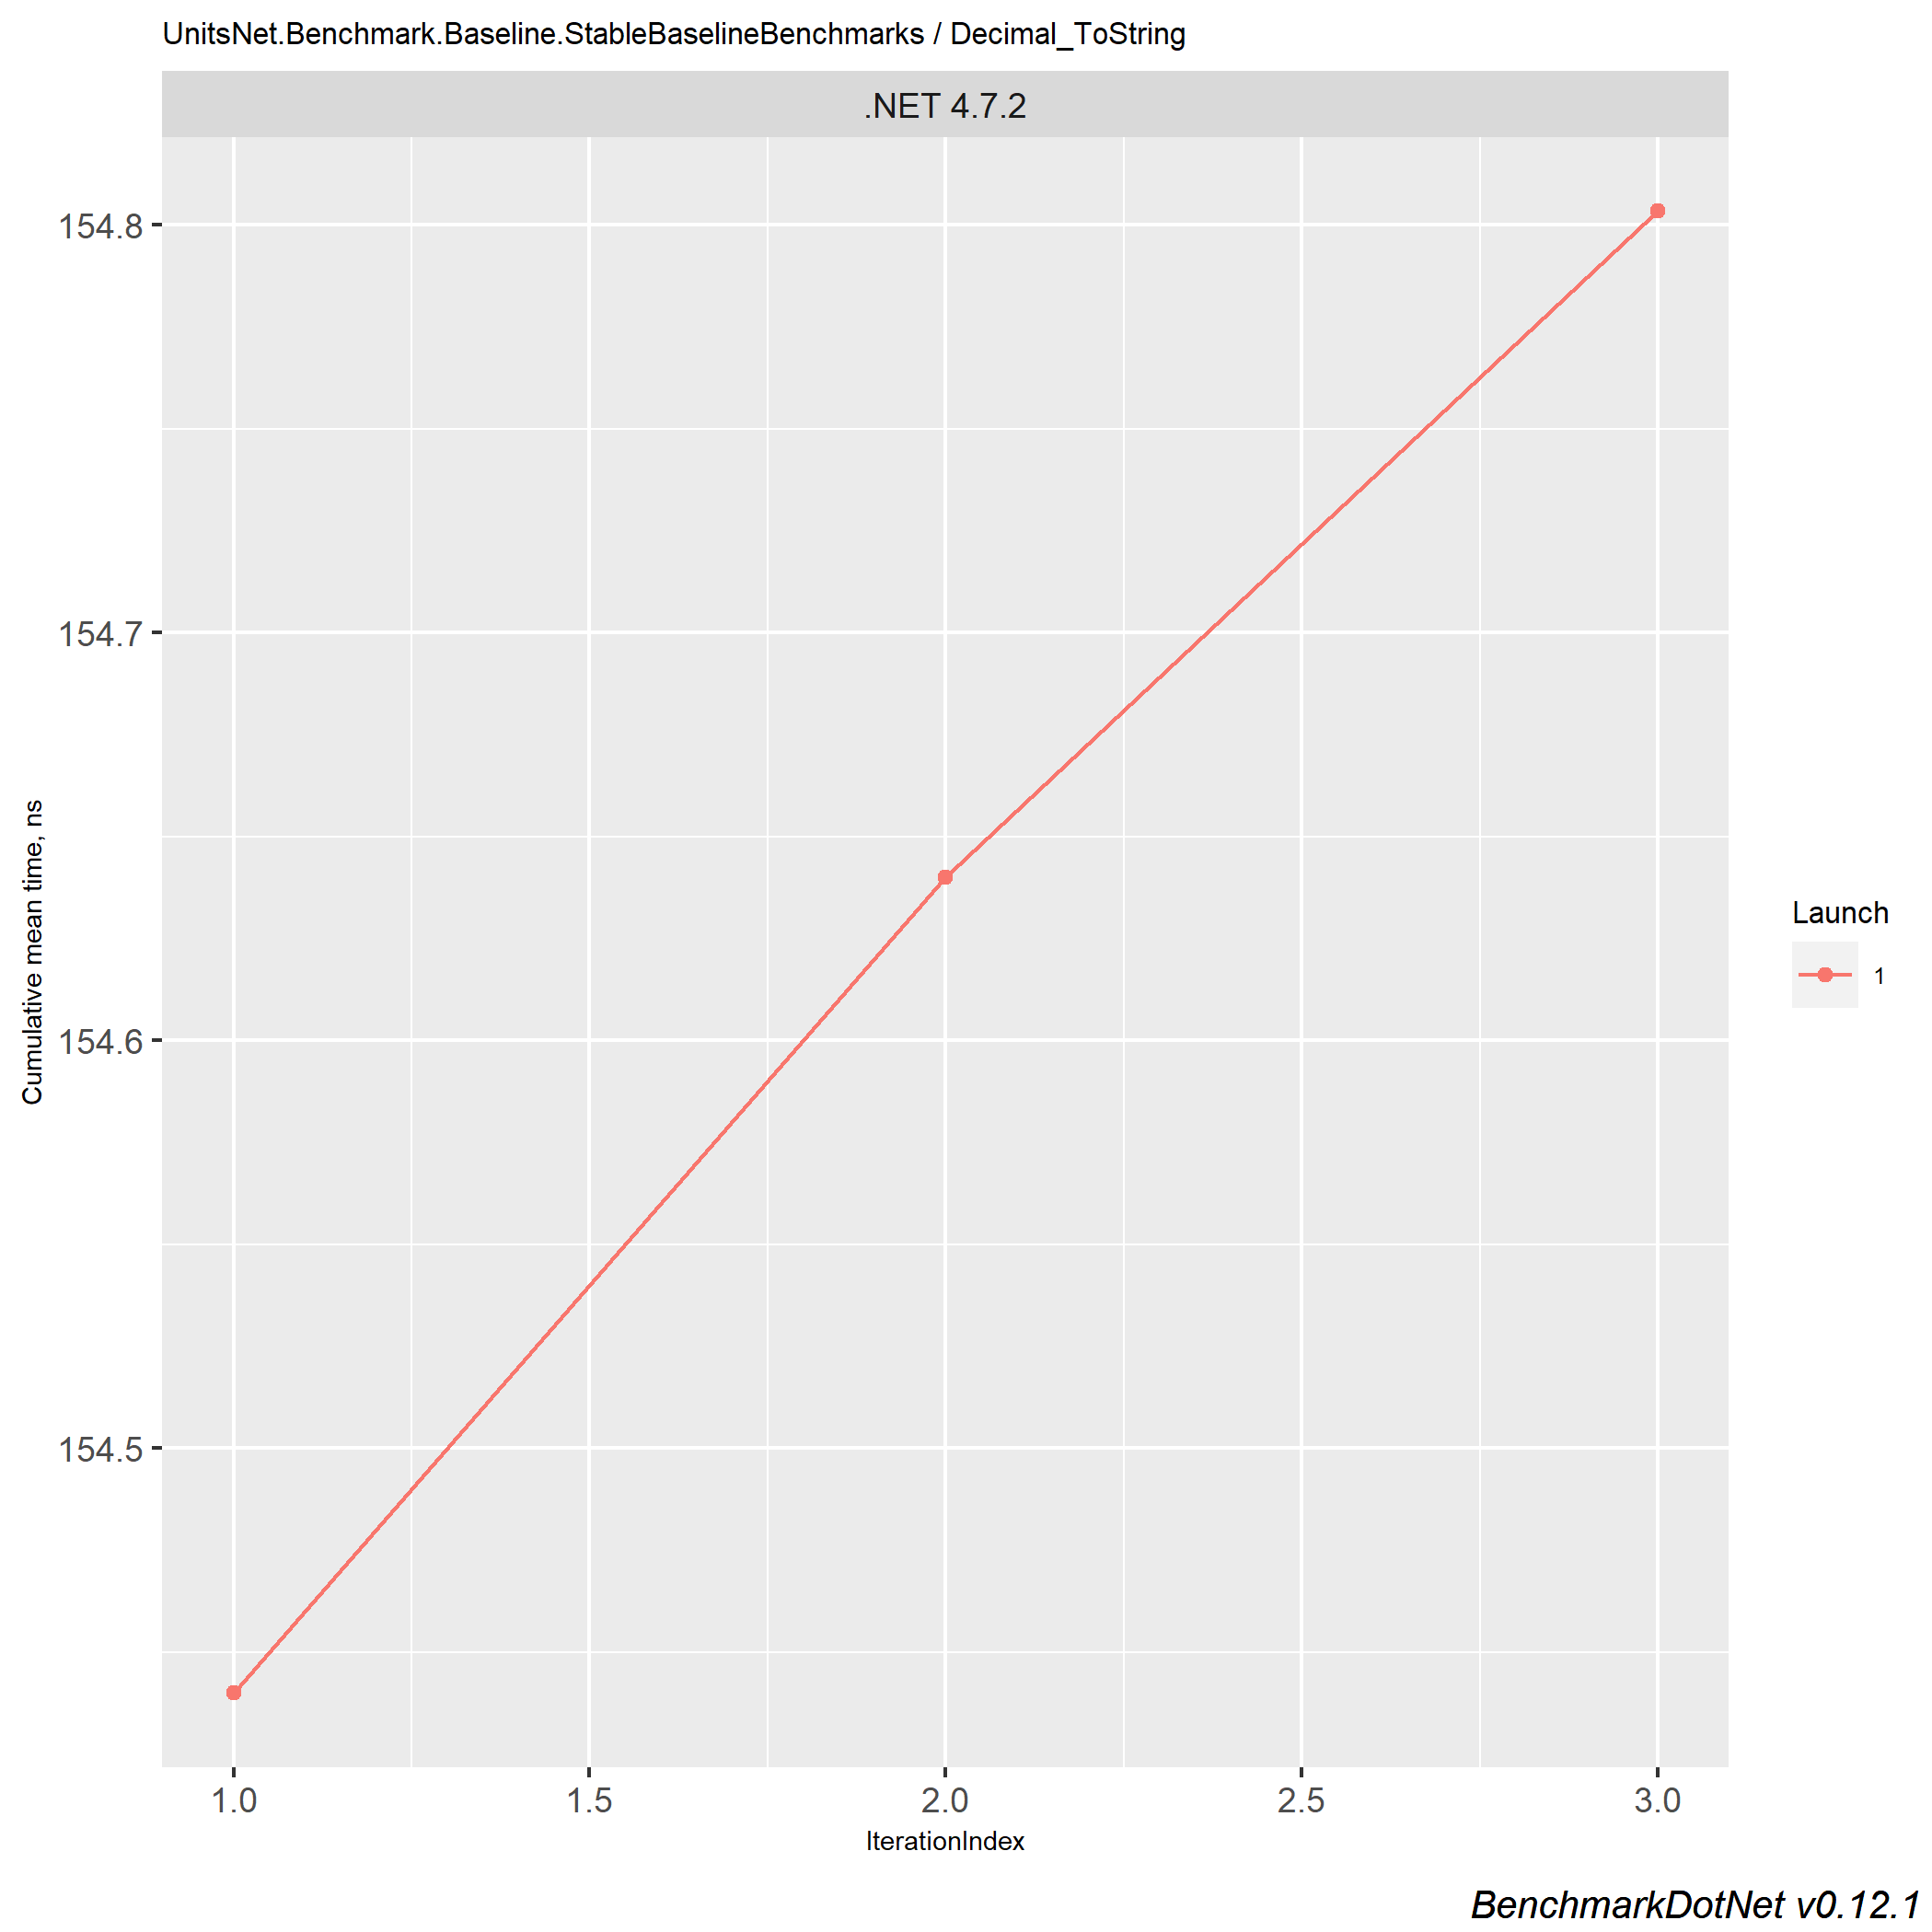 UnitsNet.Benchmark.Baseline.StableBaselineBenchmarks / Decimal_ToString
.NET 4.7.2
154.8
154.7
154.6
154.5
Cumulative mean time, ns
1.0 1.5 2.0 2.5 3.0
IterationIndex
Launch
1
BenchmarkDotNet v0.12.1